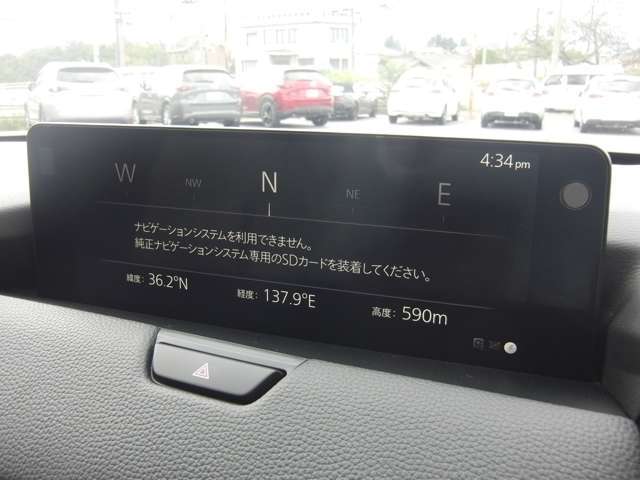 4:34 pm
W NW N NE E
ナビゲーションシステムを利用できません。
純正ナビゲーションシステム専用のSDカードを装着してください。
緯度: 36.2°N 経度: 137.9°E 高度: 590m